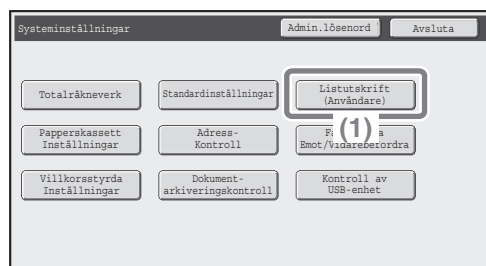 Systeminställningar
Admin.lösenord
Avsluta
Totalräkneverk
Standardinställningar
Listutskrift
(Användare)
Papperskassett
Inställningar
Adress-
Kontroll
(1)
Emot/Vidarebefordra
Villkorsstyrda
Inställningar
Dokument-
arkiveringskontroll
Kontroll av
USB-enhet